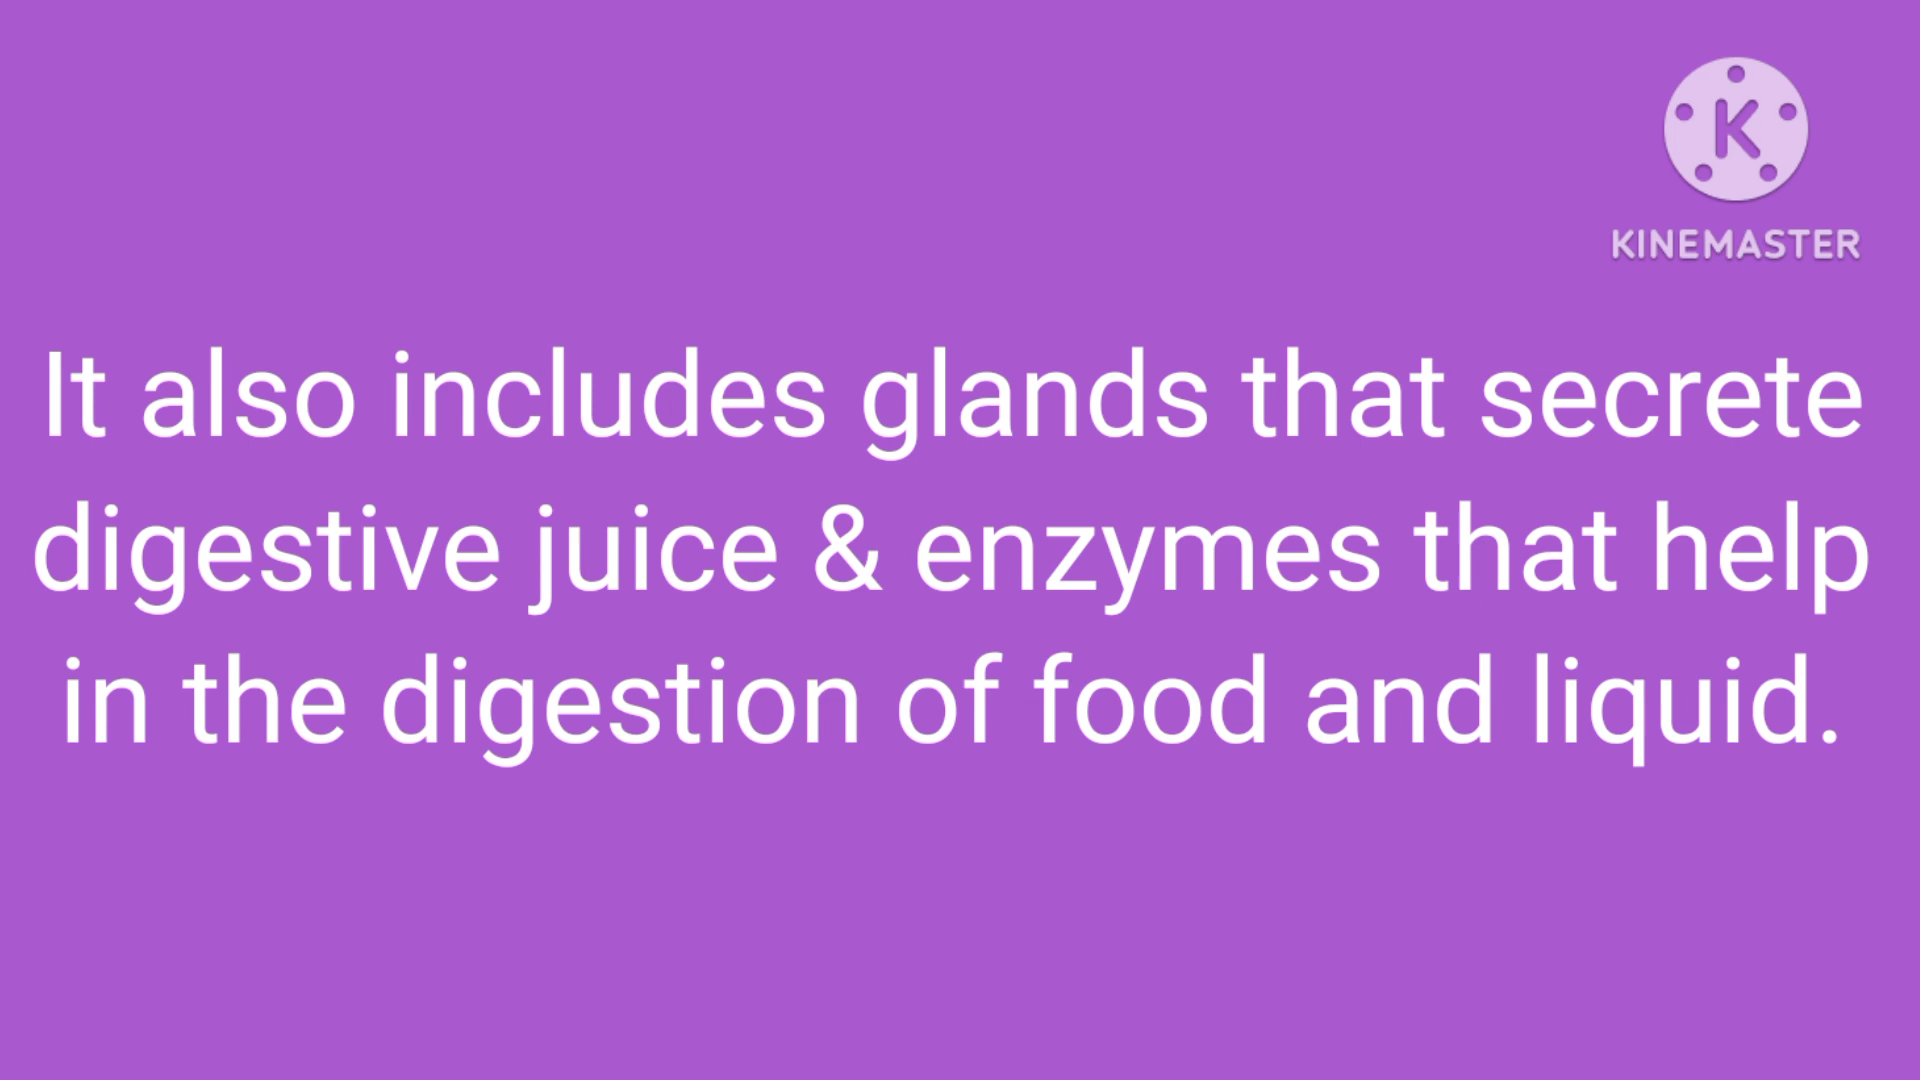 K
KINEMASTER
It also includes glands that secrete
digestive juice & enzymes that help
in the digestion of food and liquid.